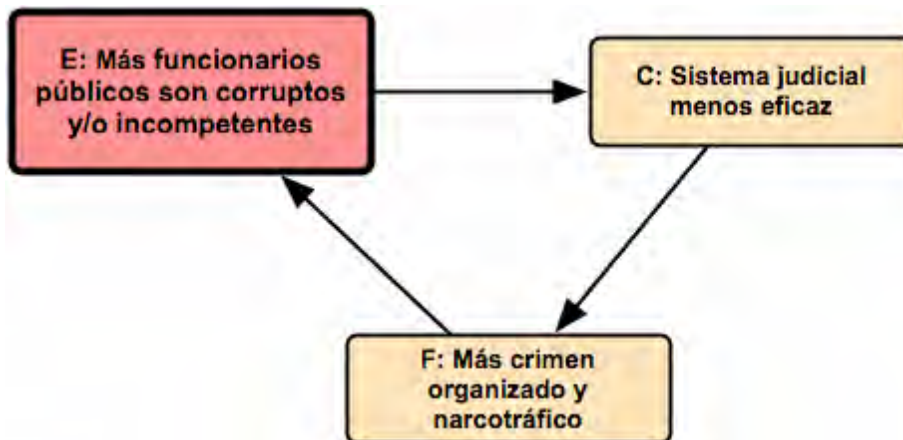 E: Más funcionarios
públicos son corruptos
y/o incompetentes
C: Sistema judicial
menos eficaz
F: Más crimen
organizado y
narcotráfico